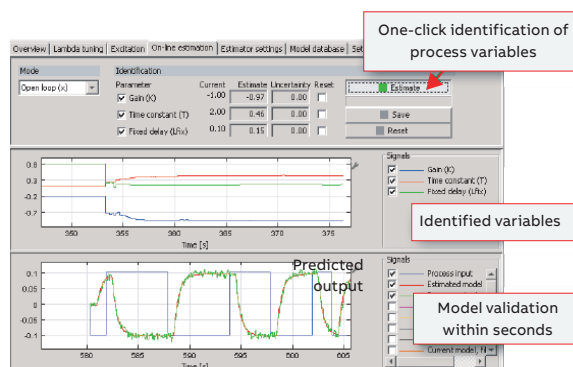 One-click identification of
process variables
Overview Lambda tuning Excitation On-line estimation Estimator settings Model database
Mode
Open loop (x)
Identification
Parameter Current Estimate Uncertainty Reset
Gain (K) -1.00 -0.97 0.00
Time constant (T) 2.00 0.46 0.00
Fixed delay (Lfix) 0.10 0.15 0.00
Estimate
Save
Reset
0.8
0.3
-0.2
-0.7
350 355 360 365 370 375
Time [s]
Signals
Gain (K)
Time constant (T)
Fixed delay (Lfix)
Identified variables
Predicted
output
0.1
0.05
0
-0.05
-0.1
580 585 590 595 600 605
Time [s]
Signals
Process input
Estimated model
Model validation
within seconds
Current model, fi